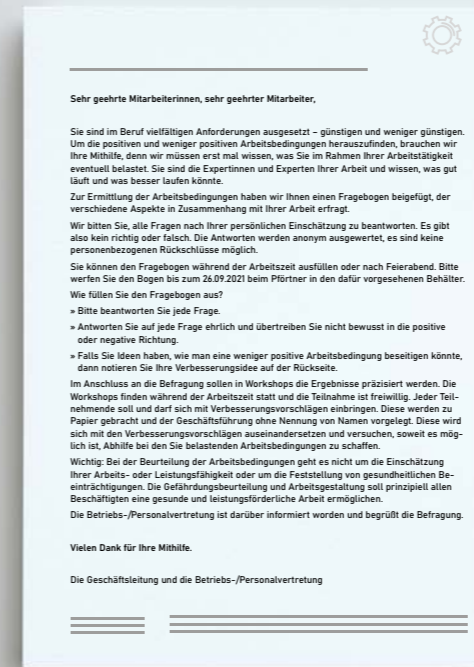 Sehr geehrte Mitarbeiterinnen, sehr geehrter Mitarbeiter,
Sie sind im Beruf vielfältigen Anforderungen ausgesetzt – günstigen und weniger günstigen.
Um die positiven und weniger positiven Arbeitsbedingungen herauszufinden, brauchen wir
Ihre Mithilfe, denn wir müssen erst mal wissen, was Sie im Rahmen Ihrer Arbeitstätigkeit
eventuell belastet. Sie sind die Expertinnen und Experten Ihrer Arbeit und wissen, was gut
läuft und was besser laufen könnte.
Zur Ermittlung der Arbeitsbedingungen haben wir Ihnen einen Fragebogen beigefügt, der
verschiedene Aspekte in Zusammenhang mit Ihrer Arbeit erfragt.
Wir bitten Sie, alle Fragen nach Ihrer persönlichen Einschätzung zu beantworten. Es gibt
also kein richtig oder falsch. Die Antworten werden anonym ausgewertet, es sind keine
personenbezogenen Rückschlüsse möglich.
Sie können den Fragebogen während der Arbeitszeit ausfüllen oder nach Feierabend. Bitte
werfen Sie den Bogen bis zum 26.09.2021 beim Pförtner in den dafür vorgesehenen Behälter.
Wie füllen Sie den Fragebogen aus?
» Bitte beantworten Sie jede Frage.
» Antworten Sie auf jede Frage ehrlich und übertreiben Sie nicht bewusst in die positive
oder negative Richtung.
» Falls Sie Ideen haben, wie man eine weniger positive Arbeitsbedingung beseitigen könnte,
dann notieren Sie Ihre Verbesserungsidee auf der Rückseite.
Im Anschluss an die Befragung sollen in Workshops die Ergebnisse präzisiert werden. Die
Workshops finden während der Arbeitszeit statt und die Teilnahme ist freiwillig. Jeder Teil-
nehmende soll und darf sich mit Verbesserungsvorschlägen einbringen. Diese werden zu
Papier gebracht und der Geschäftsführung ohne Nennung von Namen vorgelegt. Diese wird
sich mit den Verbesserungsvorschlägen auseinandersetzen und versuchen, soweit es mög-
lich ist, Abhilfe bei den Sie belastenden Arbeitsbedingungen zu schaffen.
Wichtig: Bei der Beurteilung der Arbeitsbedingungen geht es nicht um die Einschätzung
Ihrer Arbeits- oder Leistungsfähigkeit oder um die Feststellung von gesundheitlichen Be-
einträchtigungen. Die Gefährdungsbeurteilung und Arbeitsgestaltung soll prinzipiell allen
Beschäftigten eine gesunde und leistungsförderliche Arbeit ermöglichen.
Die Betriebs-/Personalvertretung ist darüber informiert worden und begrüßt die Befragung.
Vielen Dank für Ihre Mithilfe.
Die Geschäftsleitung und die Betriebs-/Personalvertretung